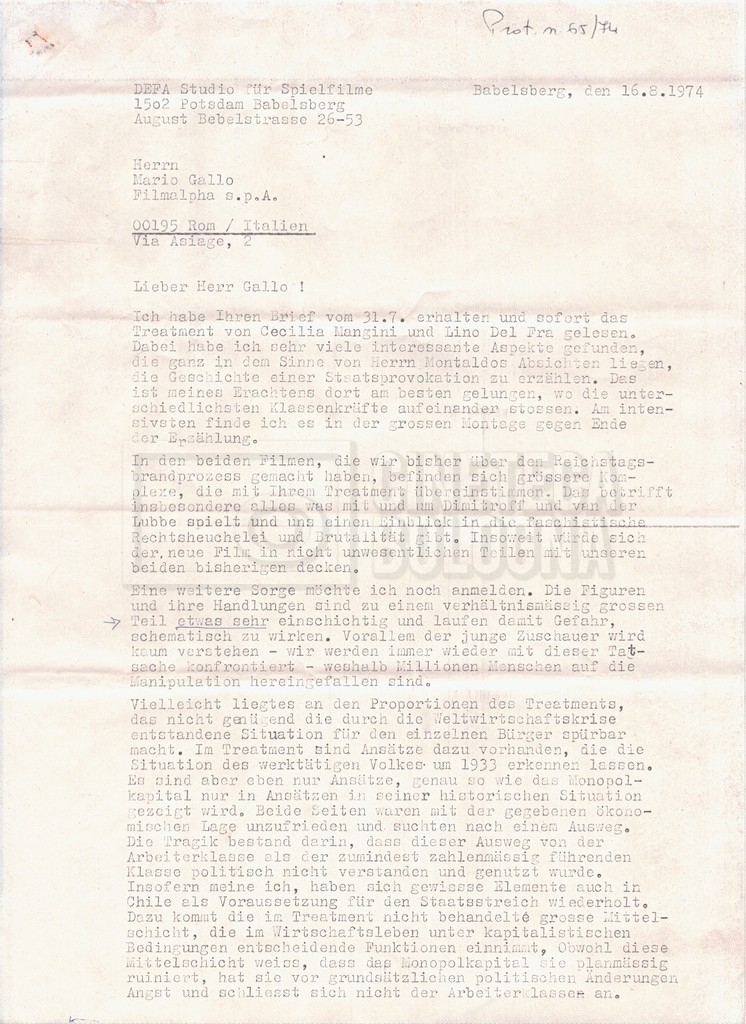 Prot. n. 65/74
DEFA Studio für Spielfilme
Babelsberg, den 16.8.1974
15o2 Potsdam Babelsberg
August Bebelstrasse 26-53
Herrn
Mario Gallo
Filmalpha s.p.A.
00195 Rom / Italien
Via Asiage, 2
Lieber Herr Gallo !
Ich habe Ihren Brief vom 31.7. erhalten und sofort das
Treatment von Cecilia Mangini und Lino Del Fra gelesen.
Dabei habe ich sehr viele interessante Aspekte gefunden,
die ganz in dem Sinne von Herrn Montaldos Absichten liegen,
die Geschichte einer Staatsprovokation zu erzählen. Das
ist meines Erachtens dort am besten gelungen, wo die unter-
schiedlichsten Klassenkräfte aufeinander stossen. Am inten-
sivsten finde ich es in der grossen Montage gegen Ende
der Erzählung.
In den beiden Filmen, die wir bisher über den Reichstags-
brandprozess gemacht haben, befinden sich grössere Kom-
plexe, die mit Ihrem Treatment übereinstimmen. Das betrifft
insbesondere alles was mit und um Dimitroff und van der
Lubbe spielt und uns einen Einblick in die faschistische
Rechtsheuchelei und Brutalität gibt. Insoweit würde sich
der neue Film in nicht unwesentlichen Teilen mit unseren
beiden bisherigen decken.
Eine weitere Sorge möchte ich noch anmelden. Die Figuren
und ihre Handlungen sind zu einem verhältnismässig grossen
Teil etwas sehr einschichtig und laufen damit Gefahr,
schematisch zu wirken. Vorallem der junge Zuschauer wird
kaum verstehen - wir werden immer wieder mit dieser Tat-
sache konfrontiert - weshalb Millionen Menschen auf die
Manipulation hereingefallen sind.
Vielleicht liegtes an den Proportionen des Treatments,
das nicht genügend die durch die Weltwirtschaftskrise
entstandene Situation für den einzelnen Bürger spürbar
macht. Im Treatment sind Ansätze dazu vorhanden, die die
Situation des werktätigen Volkes um 1933 erkennen lassen.
Es sind aber eben nur Ansätze, genau so wie das Monopol-
kapital nur in Ansätzen in seiner historischen Situation
gezeigt wird. Beide Seiten waren mit der gegebenen ökono-
mischen Lage unzufrieden und suchten nach einem Ausweg.
Die Tragik bestand darin, dass dieser Ausweg von der
Arbeiterklasse als der zumindest zahlenmässig führenden
Klasse politisch nicht verstanden und genutzt wurde.
Insofern meine ich, haben sich gewissse Elemente auch in
Chile als Voraussetzung für den Staatsstreich wiederholt.
Dazu kommt die im Treatment nicht behandelte grosse Mittel-
schicht, die im Wirtschaftsleben unter kapitalistischen
Bedingungen entscheidende Funktionen einnimmt, Obwohl diese
Mittelschicht weiss, dass das Monopolkapital sie planmässig
ruiniert, hat sie vor grundsätzlichen politischen Änderungen
Angst und schliesst sich nicht der Arbeiterklassen an.
CINETECA
BOLOGNA